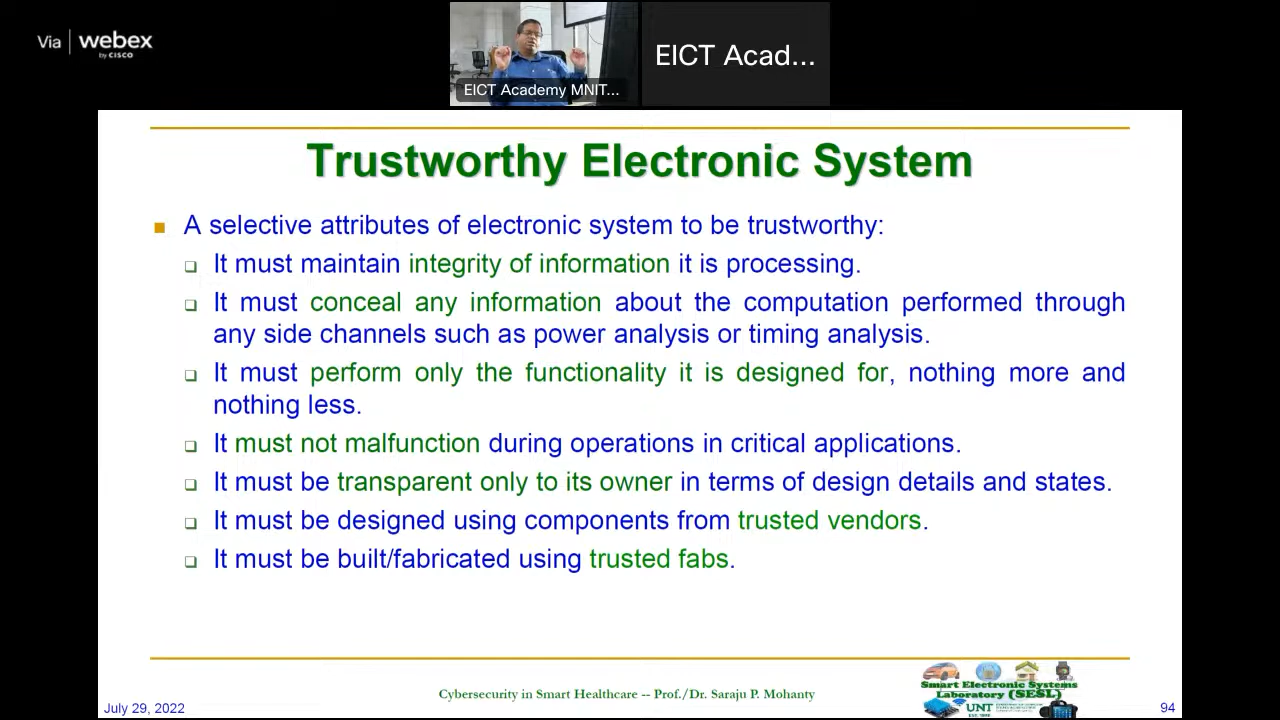 Via webex
by CISCO
EICT Academy MNIT...
EICT Acad...
Trustworthy Electronic System
A selective attributes of electronic system to be trustworthy:
It must maintain integrity of information it is processing.
It must conceal any information about the computation performed through
any side channels such as power analysis or timing analysis.
It must perform only the functionality it is designed for, nothing more and
nothing less.
It must not malfunction during operations in critical applications.
It must be transparent only to its owner in terms of design details and states.
It must be designed using components from trusted vendors.
It must be built/fabricated using trusted fabs.
Cybersecurity in Smart Healthcare -- Prof./Dr. Saraju P. Mohanty
Smart Electronic Systems
Laboratory (SESL)
UNT
July 29, 2022
94